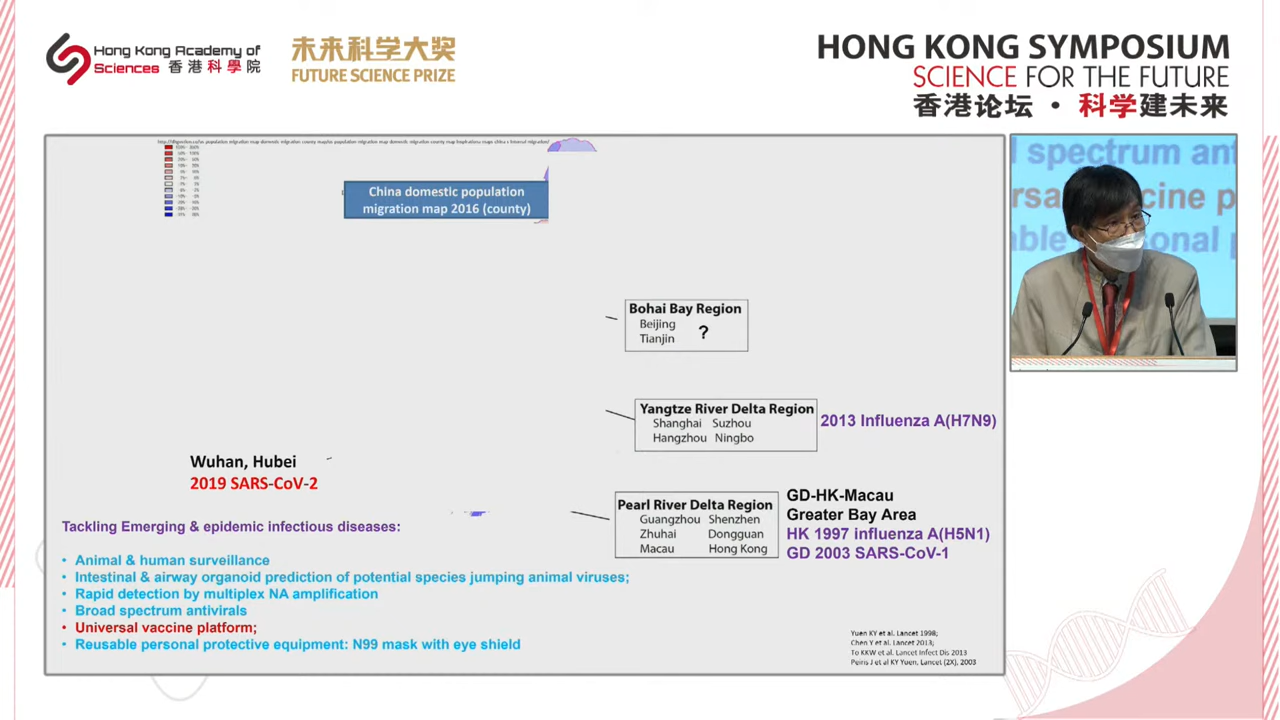 Hong Kong Academy of
Sciences 香港科學院
未来科学大奖
FUTURE SCIENCE PRIZE
HONG KONG SYMPOSIUM
SCIENCE FOR THE FUTURE
香港论坛 · 科学建未来
China domestic population
migration map 2016 (county)
Bohai Bay Region
Beijing
Tianjin
?
Yangtze River Delta Region
Shanghai Suzhou
Hangzhou Ningbo
2013 Influenza A(H7N9)
Wuhan, Hubei
2019 SARS-CoV-2
Pearl River Delta Region
Guangzhou Shenzhen
Zhuhai Dongguan
Macau Hong Kong
GD-HK-Macau
Greater Bay Area
HK 1997 influenza A(H5N1)
GD 2003 SARS-CoV-1
Tackling Emerging & epidemic infectious diseases:
• Animal & human surveillance
• Intestinal & airway organoid prediction of potential species jumping animal viruses;
• Rapid detection by multiplex NA amplification
• Broad spectrum antivirals
• Universal vaccine platform;
• Reusable personal protective equipment: N99 mask with eye shield
Yuen KY et al. Lancet 1998;
Chen Y et al. Lancet 2013;
To KKW et al. Lancet Infect Dis 2013
Peiris J et al KY Yuen, Lancet (2X), 2003
spectrum ant